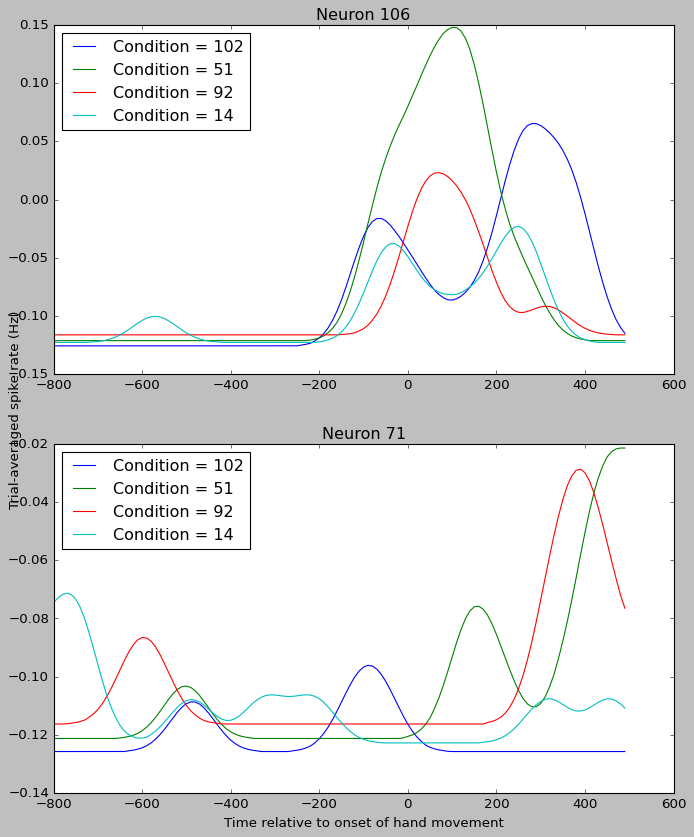 Neuron 106
Condition = 102
Condition = 51
Condition = 92
Condition = 14
0.15
0.10
0.05
0.00
−0.05
−0.10
−0.15
−800
−600
−400
−200
0
200
400
600
Trial-averaged spike rate (Hz)
Neuron 71
Condition = 102
Condition = 51
Condition = 92
Condition = 14
−0.02
−0.04
−0.06
−0.08
−0.10
−0.12
−0.14
−800
−600
−400
−200
0
200
400
600
Time relative to onset of hand movement